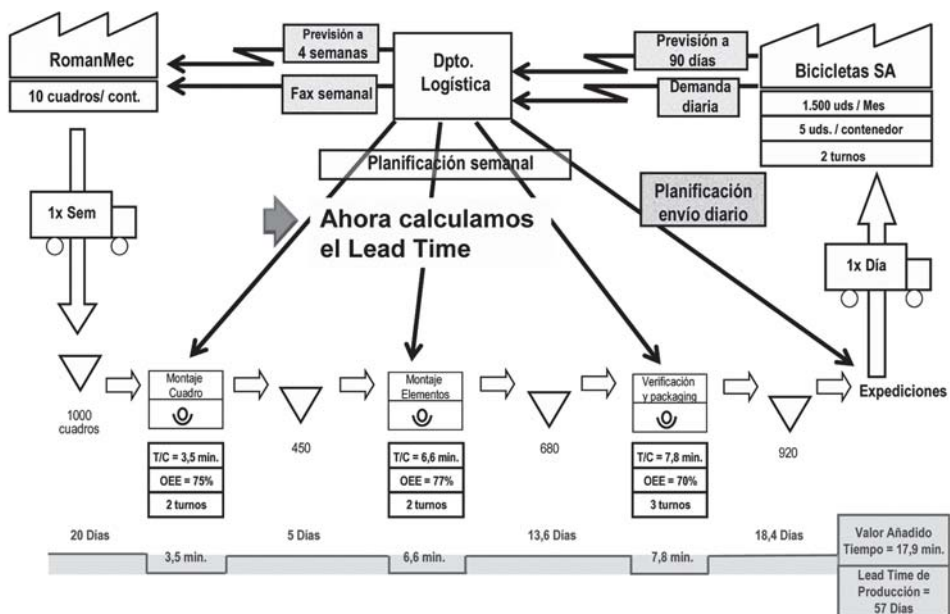 RomanMec
10 cuadros/ cont.
Previsión a
4 semanas
Fax semanal
Dpto.
Logística
Previsión a
90 días
Demanda
diaria
Bicicletas SA
1.500 uds / Mes
5 uds. / contenedor
2 turnos
Planificación semanal
Planificación
envío diario
1x Sem
Ahora calculamos
el Lead Time
1x Día
1000
cuadros
Montaje
Cuadro
450
Montaje
Elementos
680
Verificación
y packaging
920
Expediciones
T/C = 3,5 min.
OEE = 75%
2 turnos
T/C = 6,6 min.
OEE = 77%
2 turnos
T/C = 7,8 min.
OEE = 70%
3 turnos
20 Días
3,5 min.
5 Días
6,6 min.
13,6 Días
7,8 min.
18,4 Días
Valor Añadido
Tiempo = 17,9 min.
Lead Time de
Producción =
57 Días